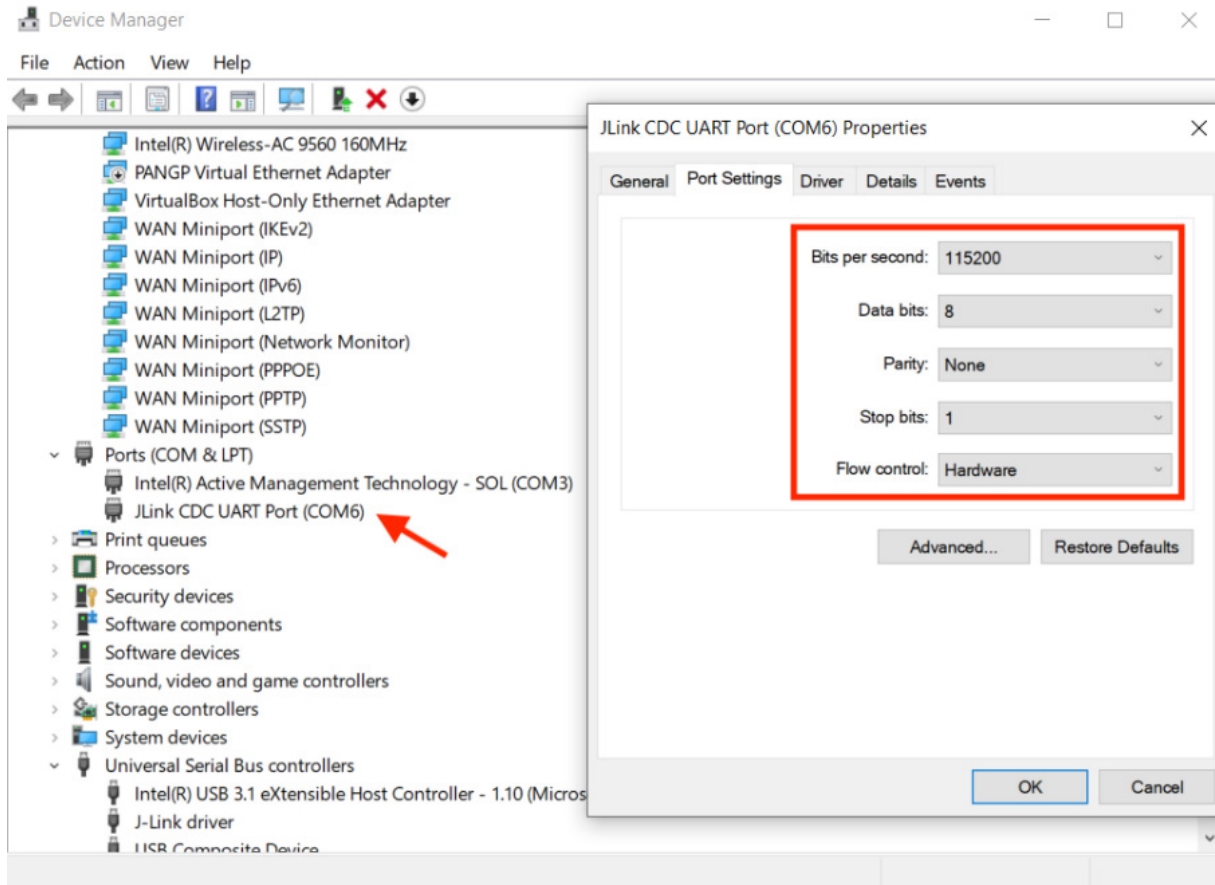 Device Manager
File Action View Help
Intel(R) Wireless-AC 9560 160MHz
PANGP Virtual Ethernet Adapter
VirtualBox Host-Only Ethernet Adapter
WAN Miniport (IKEv2)
WAN Miniport (IP)
WAN Miniport (IPv6)
WAN Miniport (L2TP)
WAN Miniport (Network Monitor)
WAN Miniport (PPPOE)
WAN Miniport (PPTP)
WAN Miniport (SSTP)
Ports (COM & LPT)
Intel(R) Active Management Technology - SOL (COM3)
JLink CDC UART Port (COM6)
Print queues
Processors
Security devices
Software components
Software devices
Sound, video and game controllers
Storage controllers
System devices
Universal Serial Bus controllers
Intel(R) USB 3.1 eXtensible Host Controller - 1.10 (Micros
J-Link driver
USB Composite Device
JLink CDC UART Port (COM6) Properties
General Port Settings Driver Details Events
Bits per second: 115200
Data bits: 8
Parity: None
Stop bits: 1
Flow control: Hardware
Advanced... Restore Defaults
OK Cancel